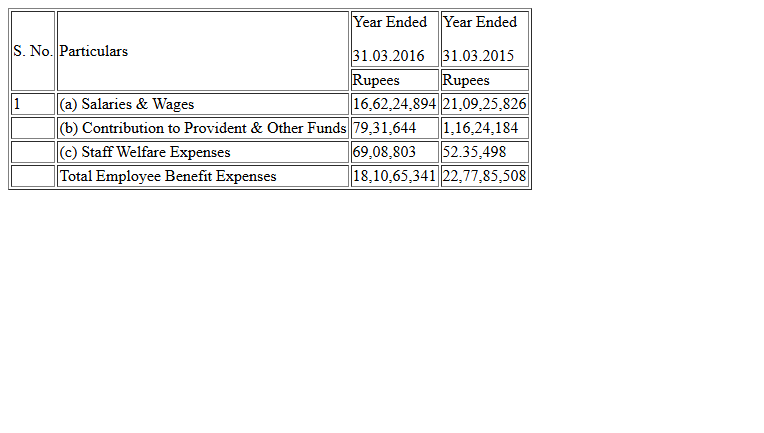 S. No. Particulars Year Ended Year Ended
31.03.2016 31.03.2015
Rupees Rupees
1 (a) Salaries & Wages 16,62,24,894 21,09,25,826
(b) Contribution to Provident & Other Funds 79,31,644 1,16,24,184
(c) Staff Welfare Expenses 69,08,803 52.35,498
Total Employee Benefit Expenses 18,10,65,341 22,77,85,508